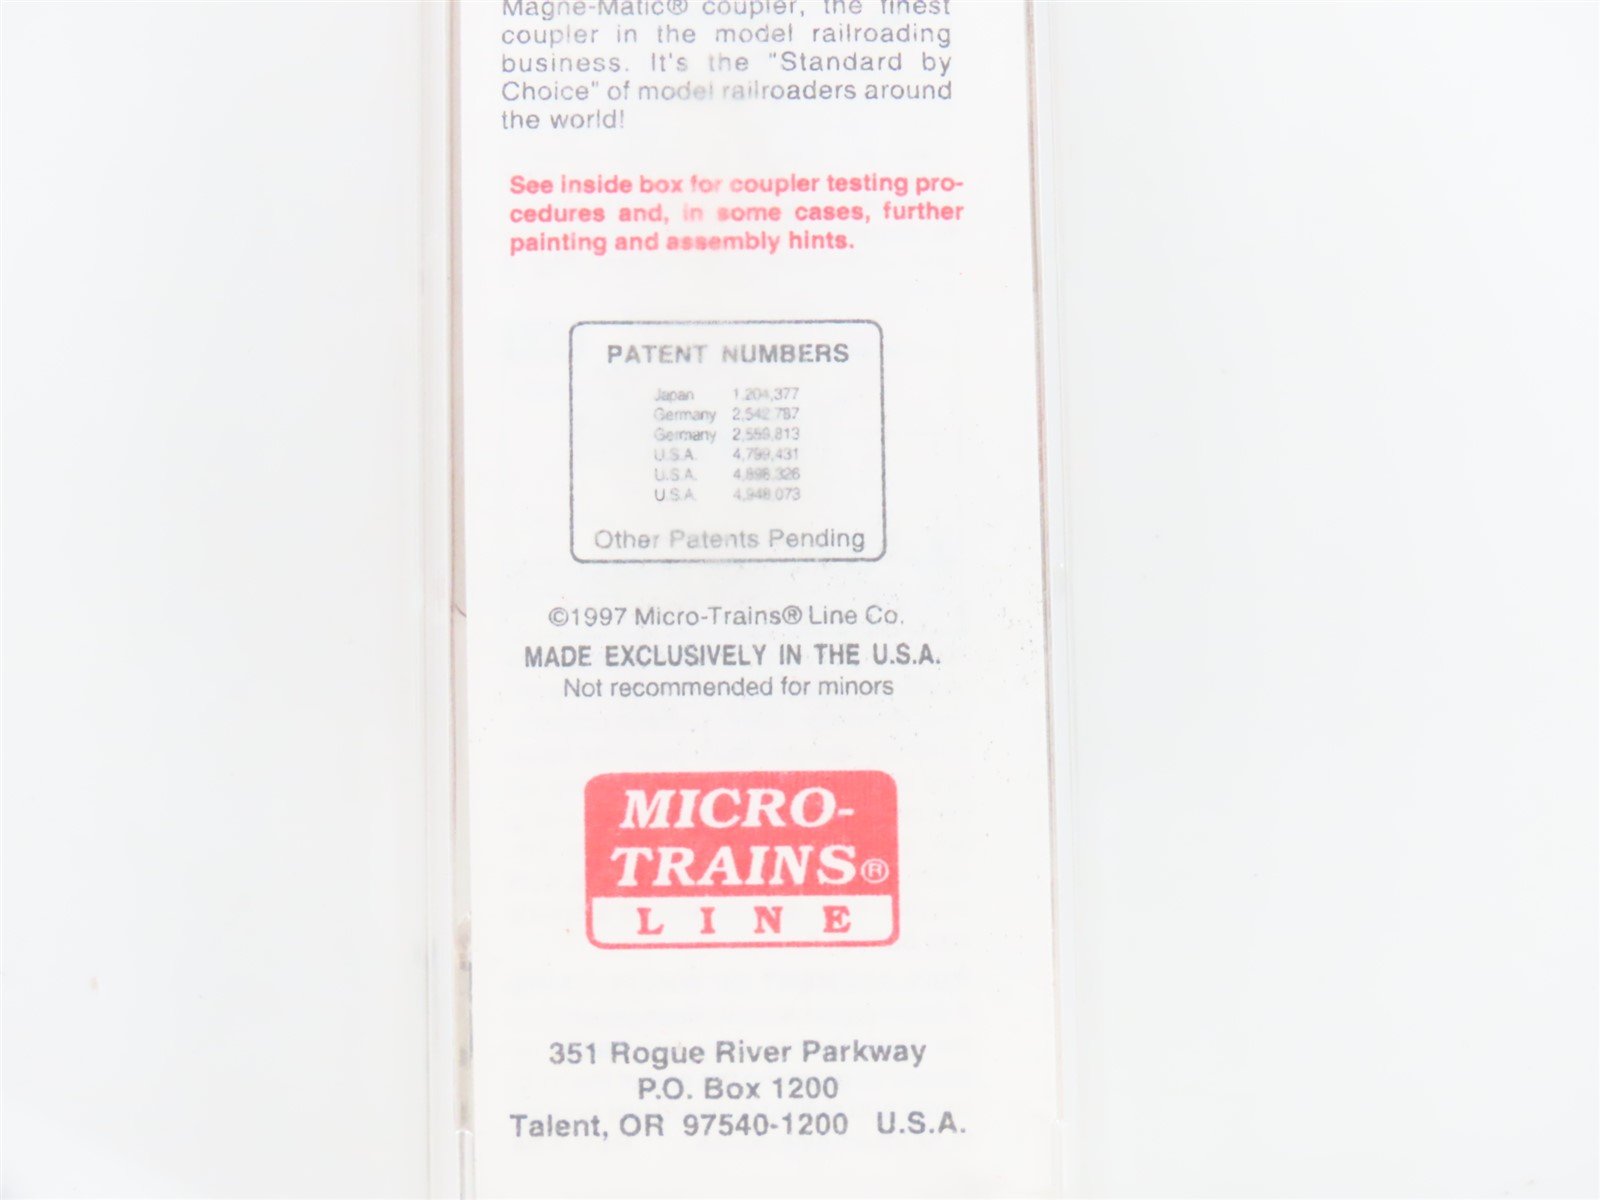 Magne-Matic® coupler, the finest
coupler in the model railroading
business. It's the "Standard by
Choice" of model railroaders around
the world!
See inside box for coupler testing pro-
cedures and, in some cases, further
painting and assembly hints.
PATENT NUMBERS
Japan 1,204,377
Germany 2,542,787
Germany 2,559,813
U.S.A. 4,799,431
U.S.A. 4,898,326
U.S.A. 4,948,073
Other Patents Pending
©1997 Micro-Trains® Line Co.
MADE EXCLUSIVELY IN THE U.S.A.
Not recommended for minors
MICRO-
TRAINS®
LINE
351 Rogue River Parkway
P.O. Box 1200
Talent, OR 97540-1200 U.S.A.